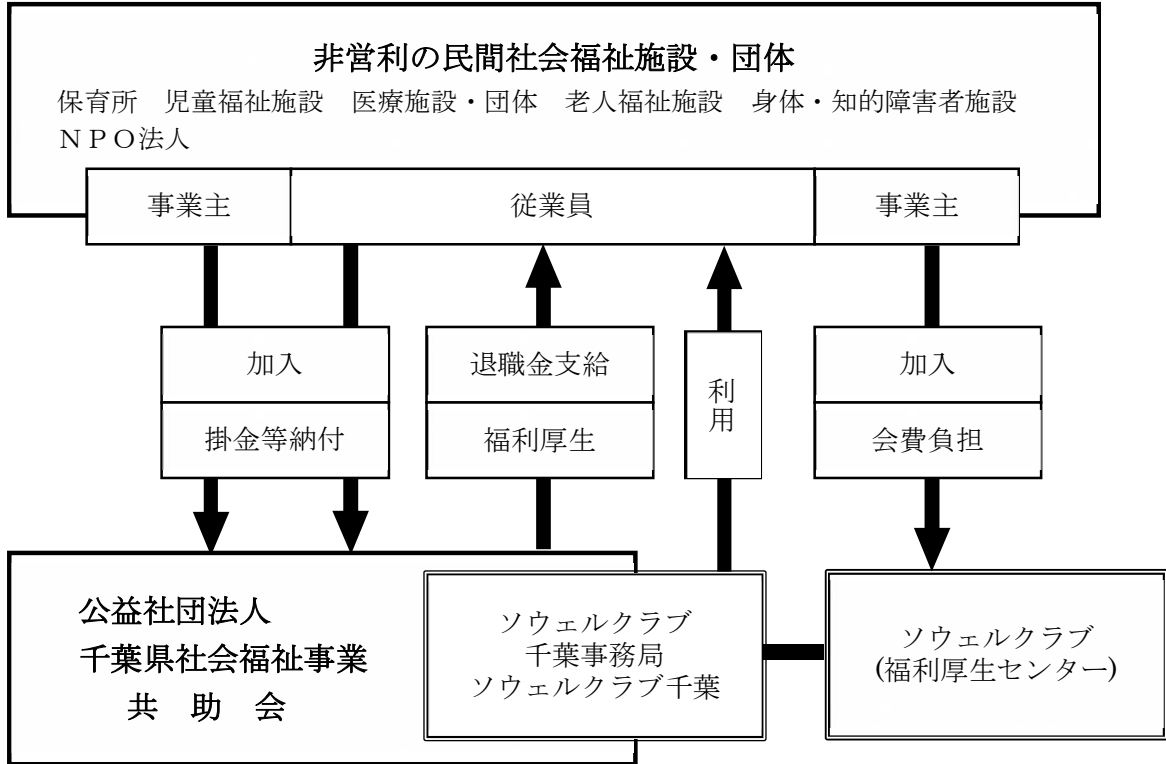 非営利の民間社会福祉施設・団体
保育所　児童福祉施設　医療施設・団体　老人福祉施設　身体・知的障害者施設
ＮＰＯ法人
事業主
従業員
事業主
加入
掛金等納付
退職金支給
福利厚生
利用
加入
会費負担
公益社団法人
千葉県社会福祉事業
共　助　会
ソウェルクラブ
千葉事務局
ソウェルクラブ千葉
ソウェルクラブ
(福利厚生センター)